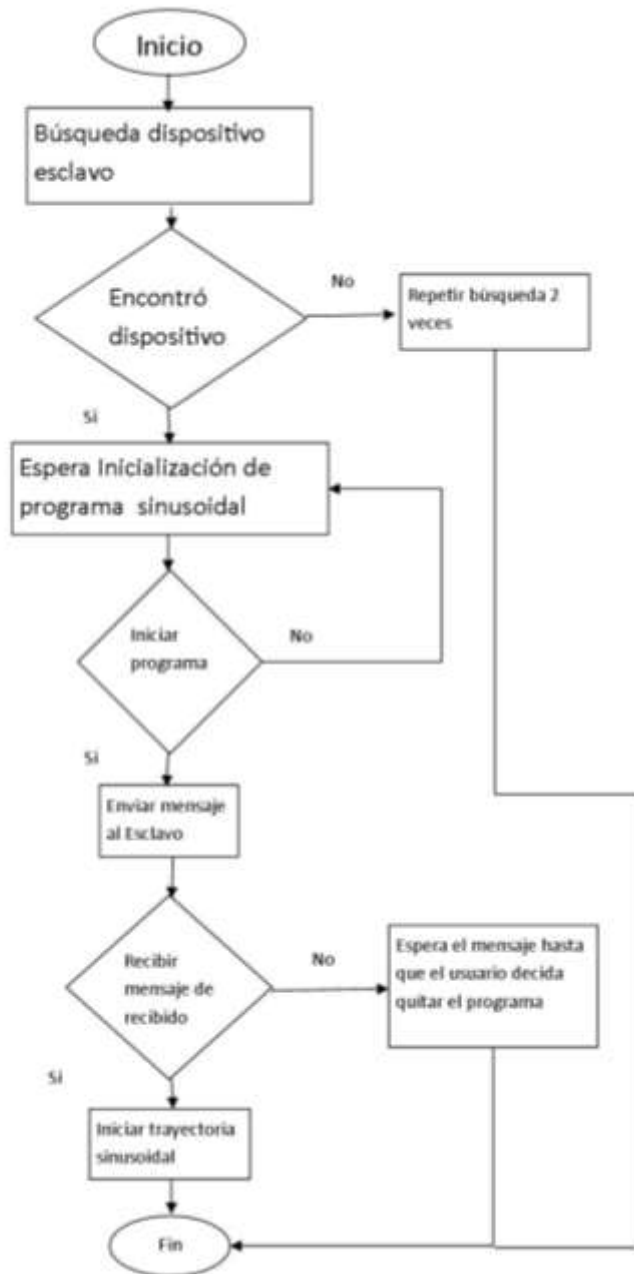 Inicio
Búsqueda dispositivo
esclavo
Encontró
dispositivo
No
Repetir búsqueda 2
veces
Si
Espera Inicialización de
programa sinusoidal
Iniciar
programa
No
Si
Enviar mensaje
al Esclavo
Recibir
mensaje de
recibido
No
Espera el mensaje hasta
que el usuario decida
quitar el programa
Si
Iniciar trayectoria
sinusoidal
Fin